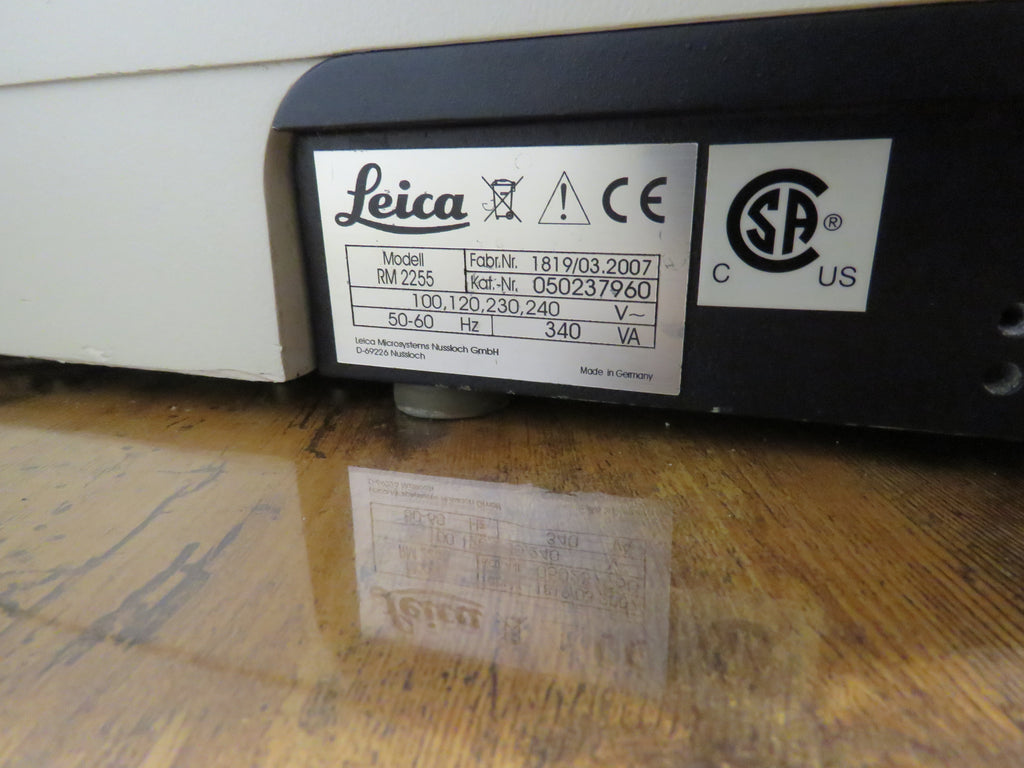 Leica CE
Modell Fabr.Nr. 1819/03.2007
RM 2255 Kat.-Nr. 050237960
100,120,230,240 V~
50-60 Hz 340 VA
Leica Microsystems Nussloch GmbH
D-69226 Nussloch
Made in Germany
CSA ®
C US